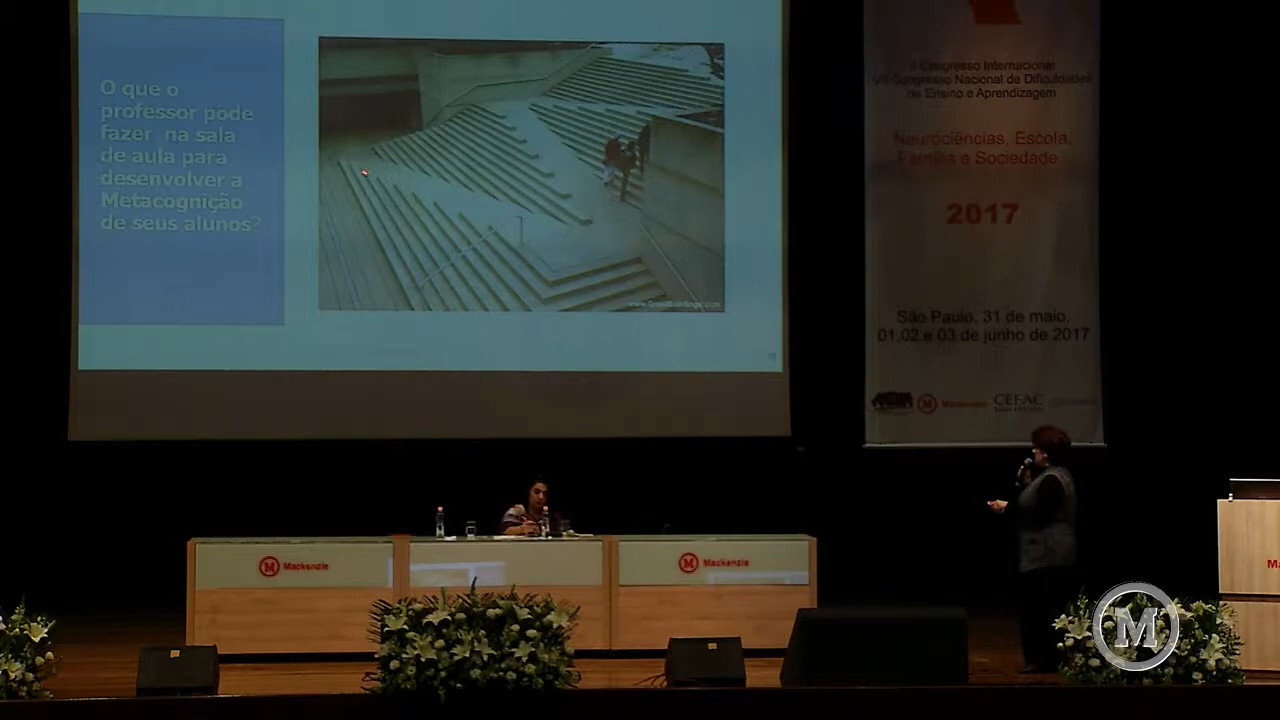 O que o
professor pode
fazer na sala
de aula para
desenvolver a
Metacognição
de seus alunos?
Congresso Internacional
Congresso Nacional de Dificuldades
de Ensino e Aprendizagem
Neurociências, Escola,
Família e Sociedade
2017
São Paulo, 31 de maio,
01,02 e 03 de junho de 2017
M Mackenzie
CEFAC
M Mackenzie
M Mackenzie
M